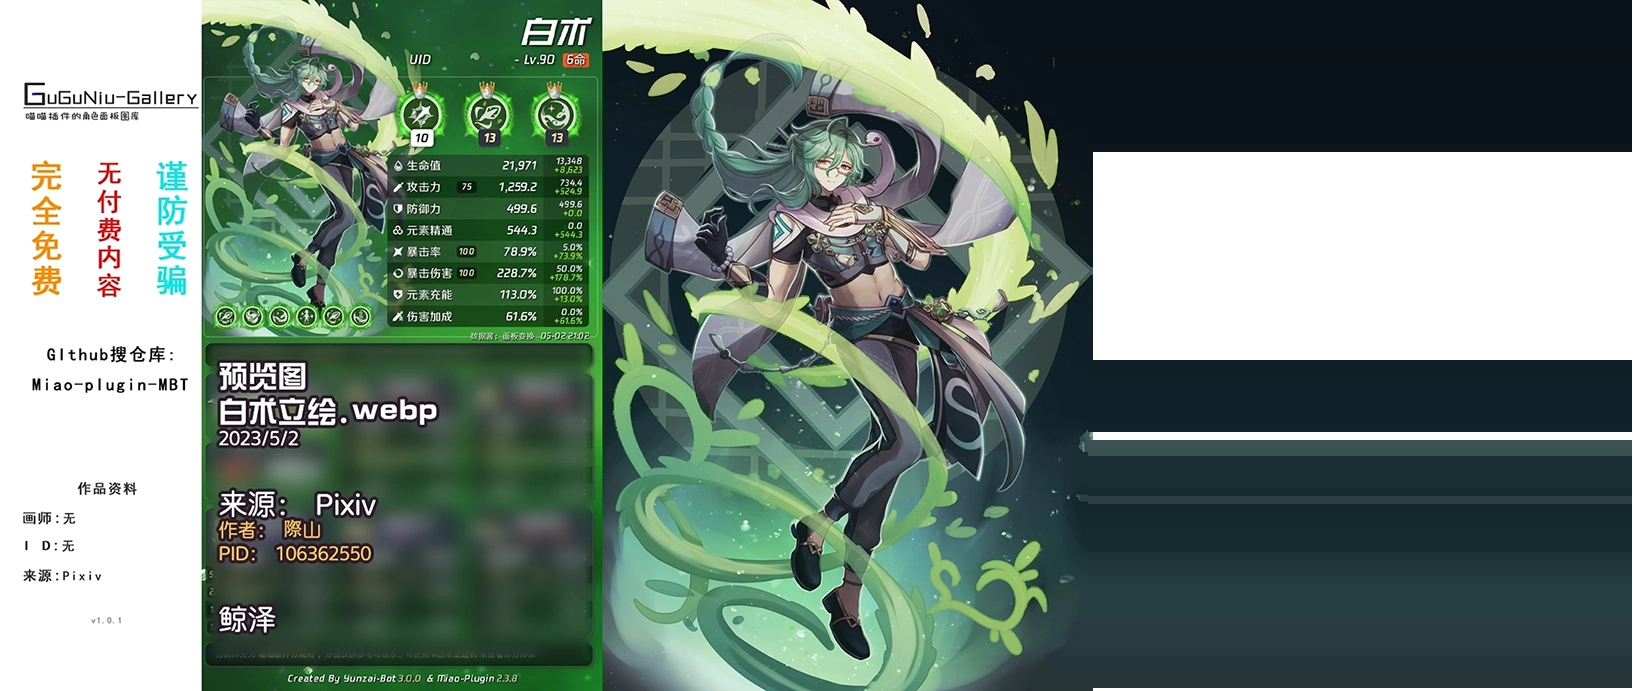 GuGuNiu-Gallery
喵喵插件的角色面板图库
完全免费
无付费内容
谨防受骗
GIthub搜仓库:
Miao-plugin-MBT
作品资料
画师:无
I D:无
来源:Pixiv
v1.0.1
白术
UID
- Lv.90 6命
10
13
13
生命值 21,971 13,348 +8,623
攻击力 75 1,259.2 734.4 +524.9
防御力 499.6 499.6 +0.0
元素精通 544.3 0.0 +544.3
暴击率 100 78.9% 5.0% +73.9%
暴击伤害 100 228.7% 50.0% +178.7%
元素充能 113.0% 100.0% +13.0%
伤害加成 61.6% 0.0% +61.6%
数据源：面板变换 05-02 21:02
预览图
白术立绘.webp
2023/5/2
来源： Pixiv
作者： 際山
PID： 106362550
鲸泽
Created By Yunzai-Bot 3.0.0 & Miao-Plugin 2.3.8